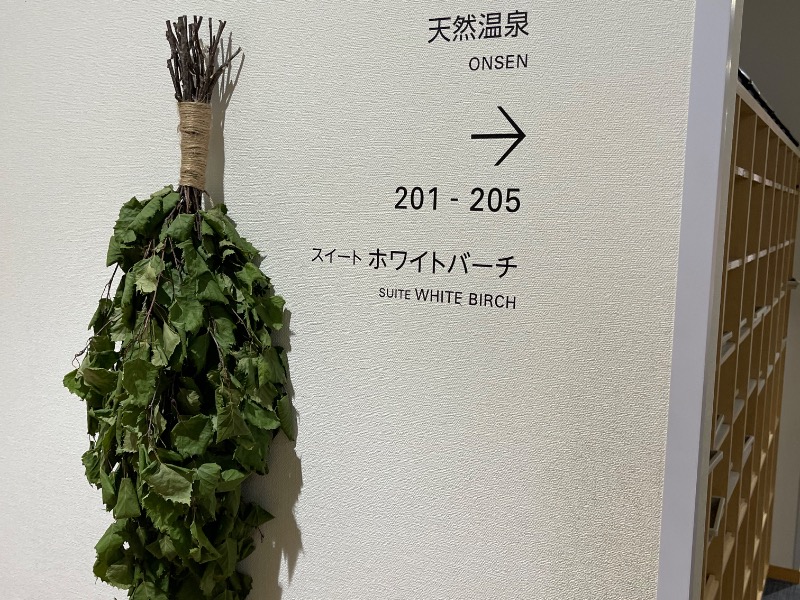 天然温泉
ONSEN
→
201 - 205
スイート ホワイトバーチ
SUITE WHITE BIRCH